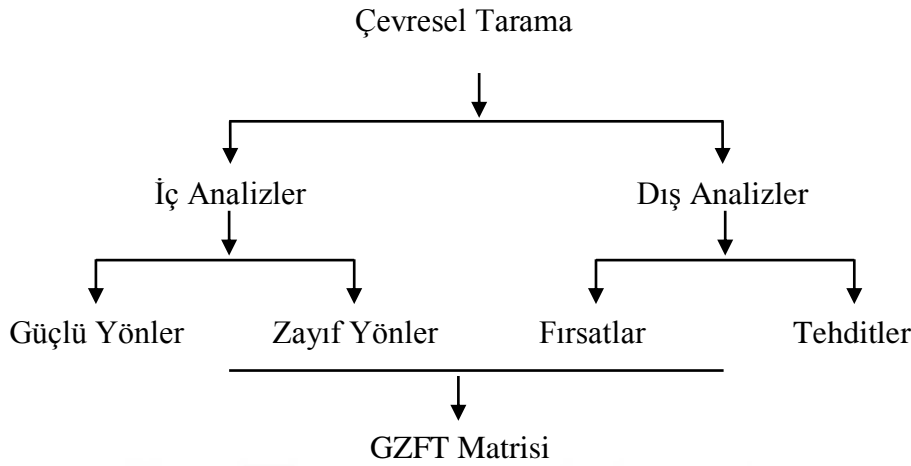 Çevresel Tarama
İç Analizler Dış Analizler
Güçlü Yönler Zayıf Yönler Fırsatlar Tehditler
GZFT Matrisi